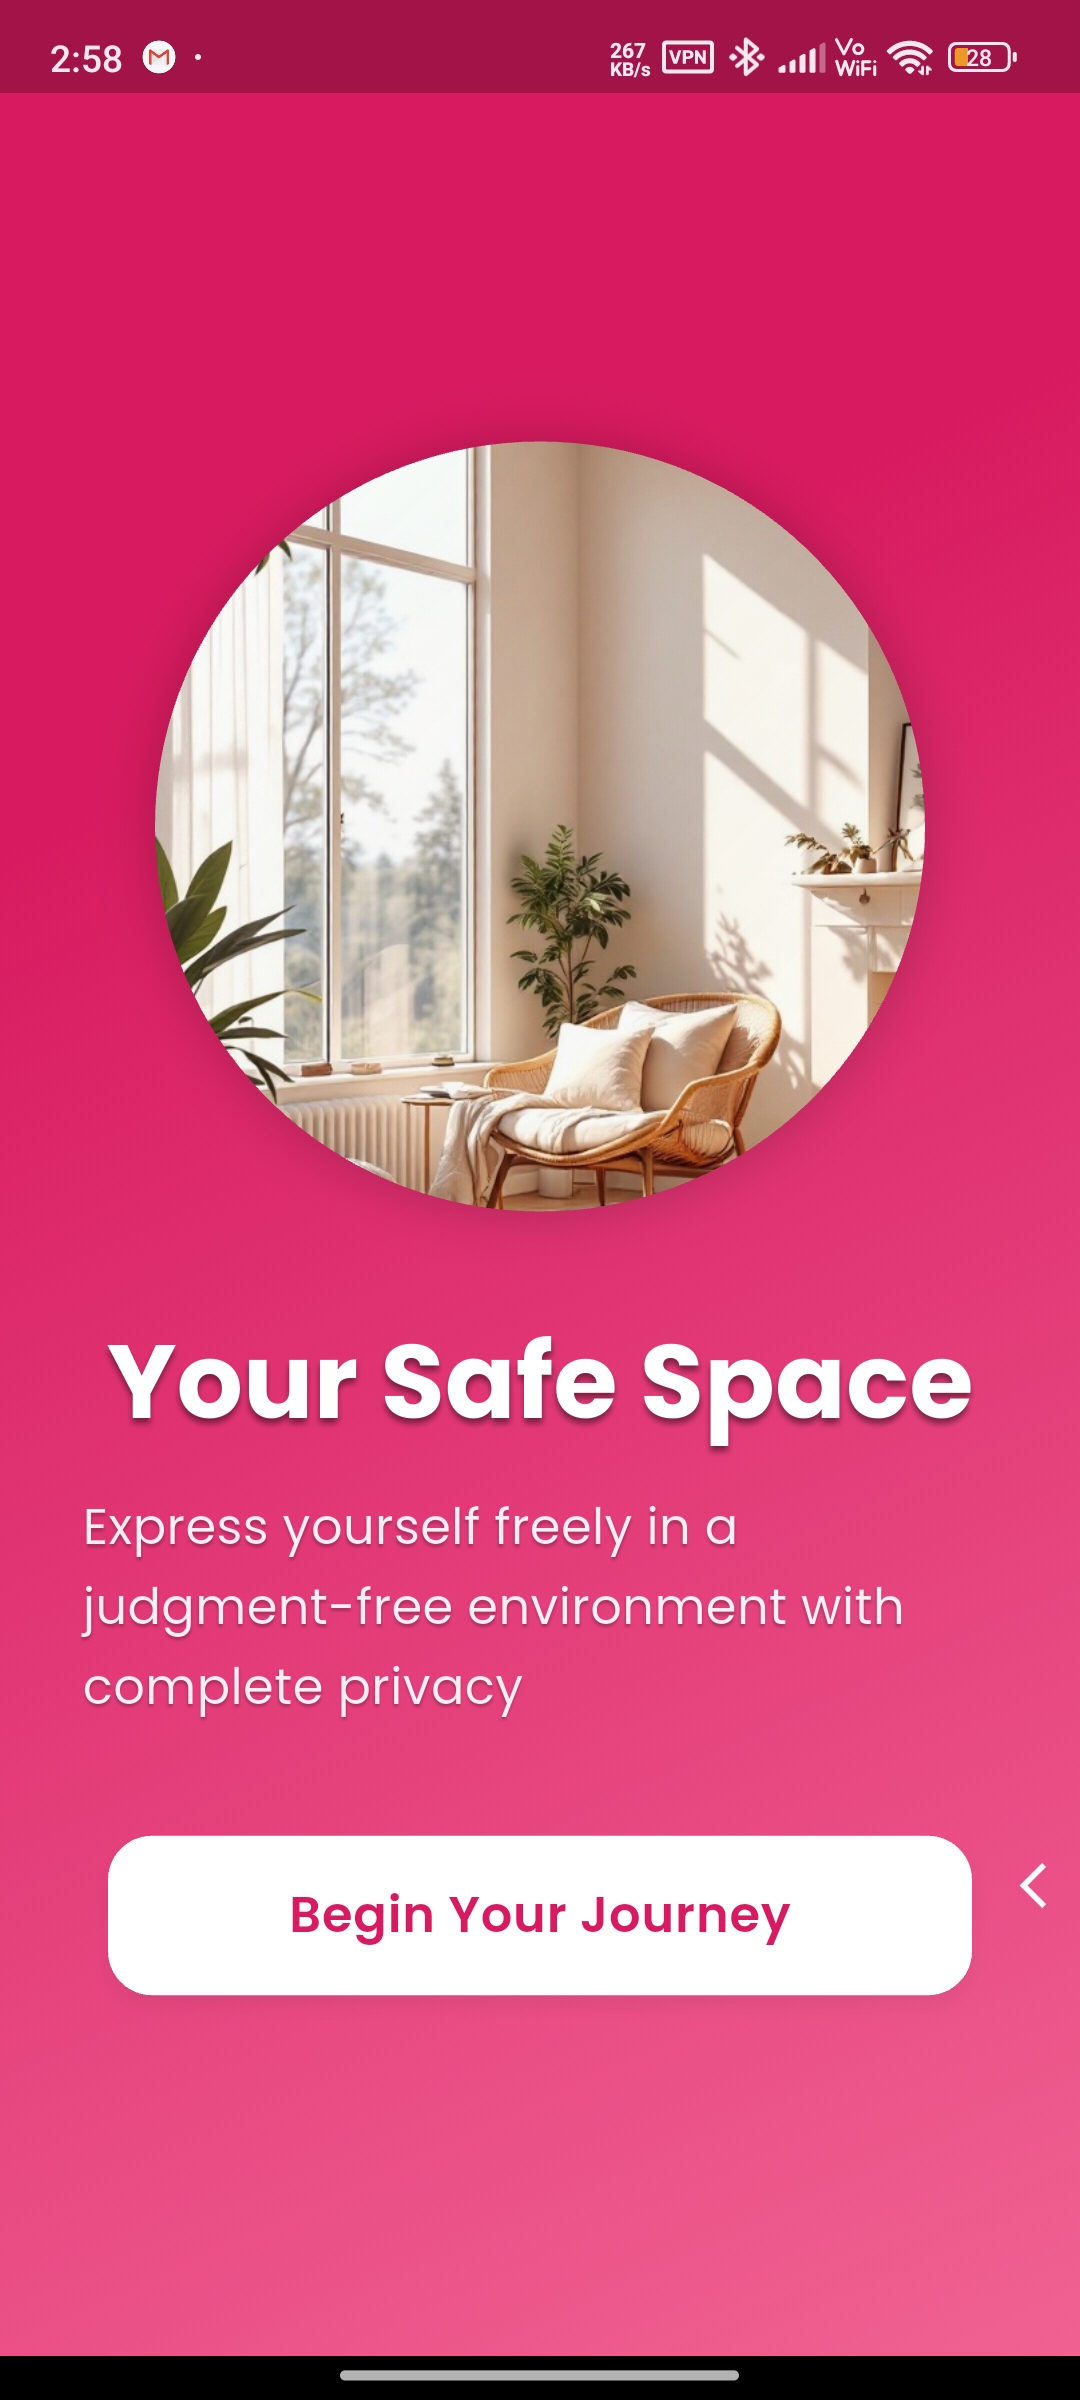 2:58 267 KB/s VPN Vo WiFi 28
Your Safe Space
Express yourself freely in a
judgment-free environment with
complete privacy
Begin Your Journey